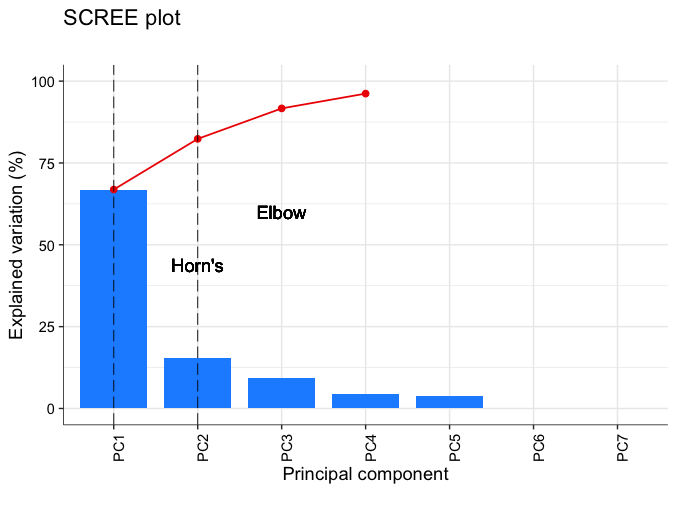 SCREE plot
Explained variation (%)
100
75
50
25
0
Elbow
Horn's
PC1
PC2
PC3
PC4
PC5
PC6
PC7
Principal component